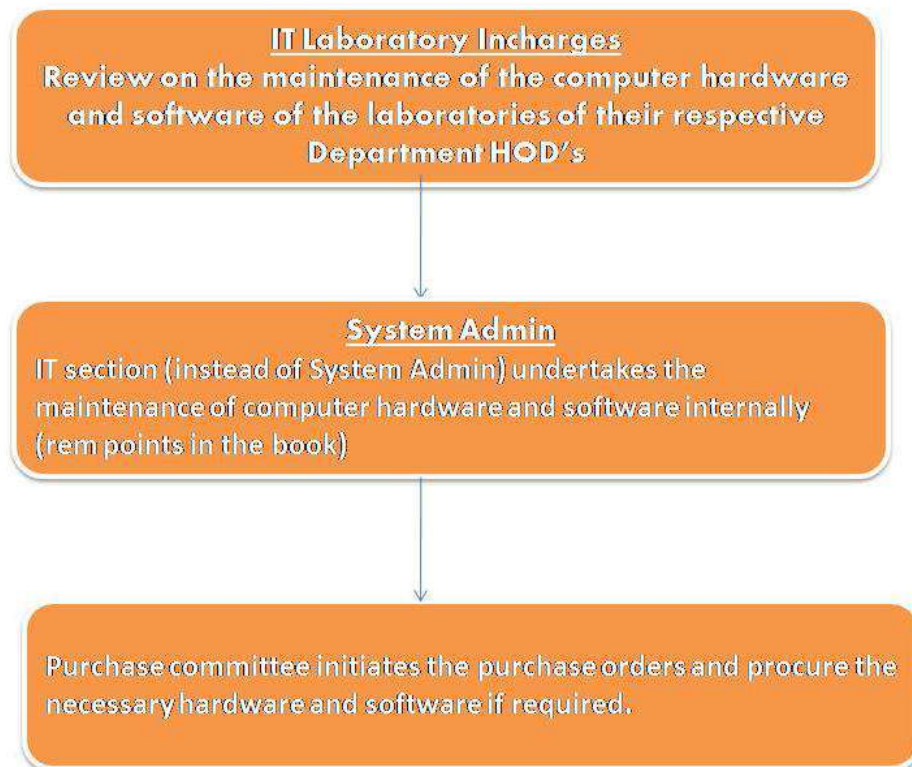 IT Laboratory Incharges
Review on the maintenance of the computer hardware
and software of the laboratories of their respective
Department HOD's
System Admin
IT section (instead of System Admin) undertakes the
maintenance of computer hardware and software internally
(rem points in the book)
Purchase committee initiates the purchase orders and procure the
necessary hardware and software if required.